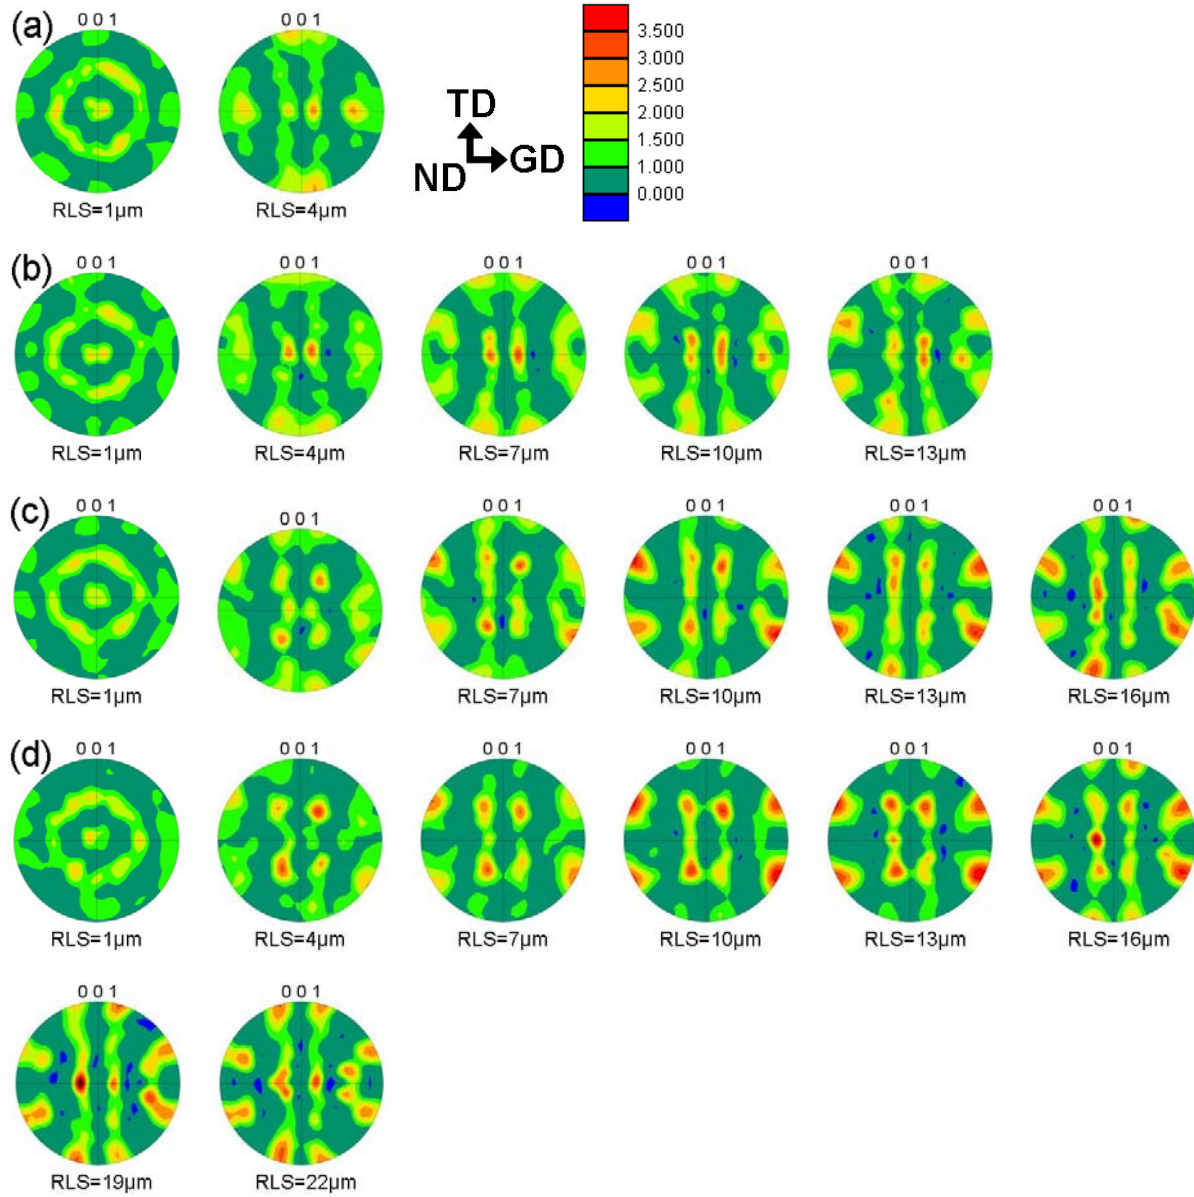 (a)
0 0 1
0 0 1
RLS=1µm
RLS=4µm
TD
ND
GD
3.500
3.000
2.500
2.000
1.500
1.000
0.000
(b)
0 0 1
0 0 1
0 0 1
0 0 1
0 0 1
RLS=1µm
RLS=4µm
RLS=7µm
RLS=10µm
RLS=13µm
(c)
0 0 1
0 0 1
0 0 1
0 0 1
0 0 1
0 0 1
RLS=1µm
RLS=7µm
RLS=10µm
RLS=13µm
RLS=16µm
(d)
0 0 1
0 0 1
0 0 1
0 0 1
0 0 1
0 0 1
RLS=1µm
RLS=4µm
RLS=7µm
RLS=10µm
RLS=13µm
RLS=16µm
0 0 1
0 0 1
RLS=19µm
RLS=22µm